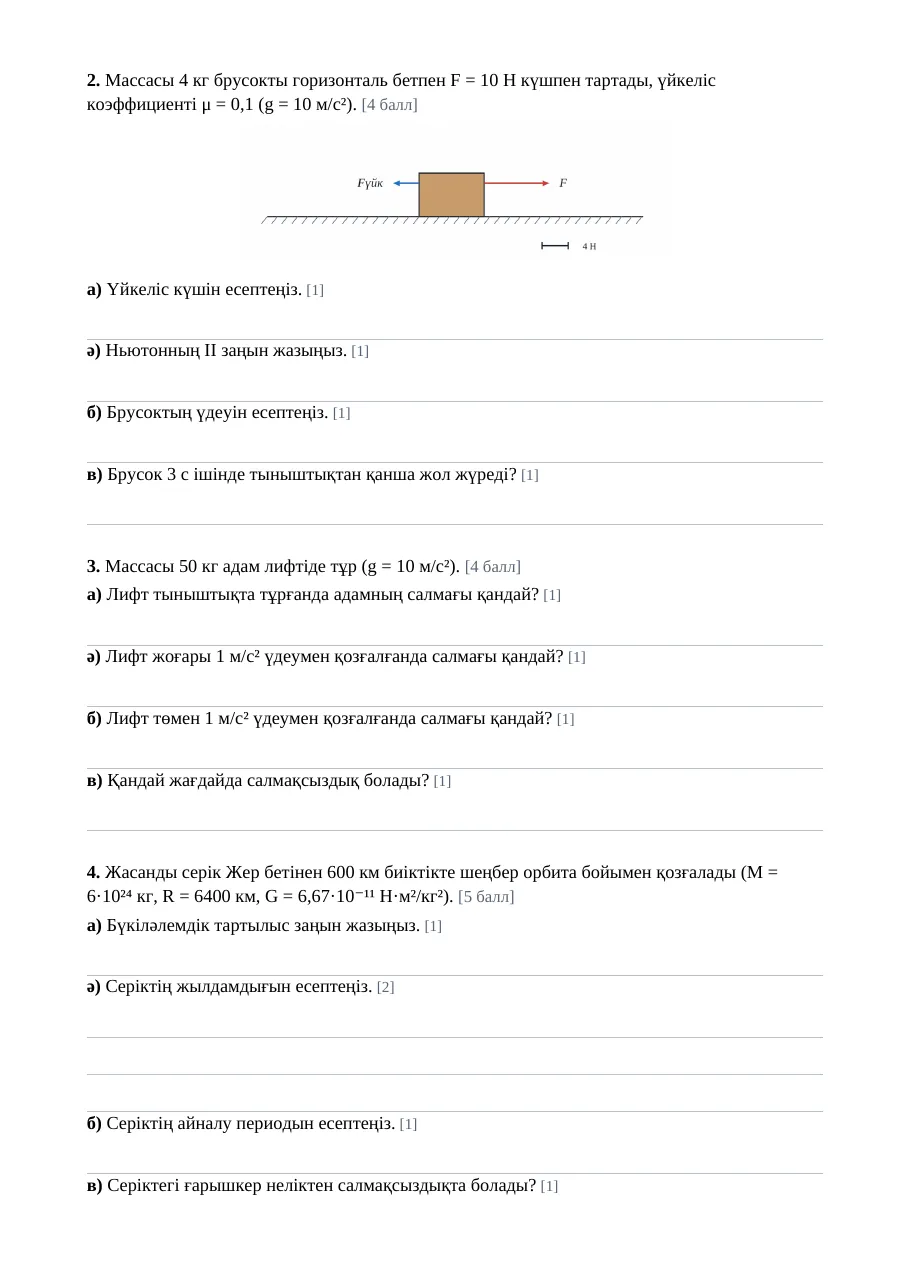 2. Массасы 4 кг брусокты горизонталь бетпен F = 10 Н күшпен тартады, үйкеліс
коэффициенті μ = 0,1 (g = 10 м/с²). [4 балл]
Fүйк
F
4 Н
а) Үйкеліс күшін есептеңіз. [1]
ә) Ньютонның II заңын жазыңыз. [1]
б) Брусоктың үдеуін есептеңіз. [1]
в) Брусок 3 с ішінде тыныштықтан қанша жол жүреді? [1]
3. Массасы 50 кг адам лифтіде тұр (g = 10 м/с²). [4 балл]
а) Лифт тыныштықта тұрғанда адамның салмағы қандай? [1]
ә) Лифт жоғары 1 м/с² үдеумен қозғалғанда салмағы қандай? [1]
б) Лифт төмен 1 м/с² үдеумен қозғалғанда салмағы қандай? [1]
в) Қандай жағдайда салмақсыздық болады? [1]
4. Жасанды серік Жер бетінен 600 км биіктікте шеңбер орбита бойымен қозғалады (M =
6·10²⁴ кг, R = 6400 км, G = 6,67·10⁻¹¹ Н·м²/кг²). [5 балл]
а) Бүкіләлемдік тартылыс заңын жазыңыз. [1]
ә) Серіктің жылдамдығын есептеңіз. [2]
б) Серіктің айналу периодын есептеңіз. [1]
в) Серіктегі ғарышкер неліктен салмақсыздықта болады? [1]